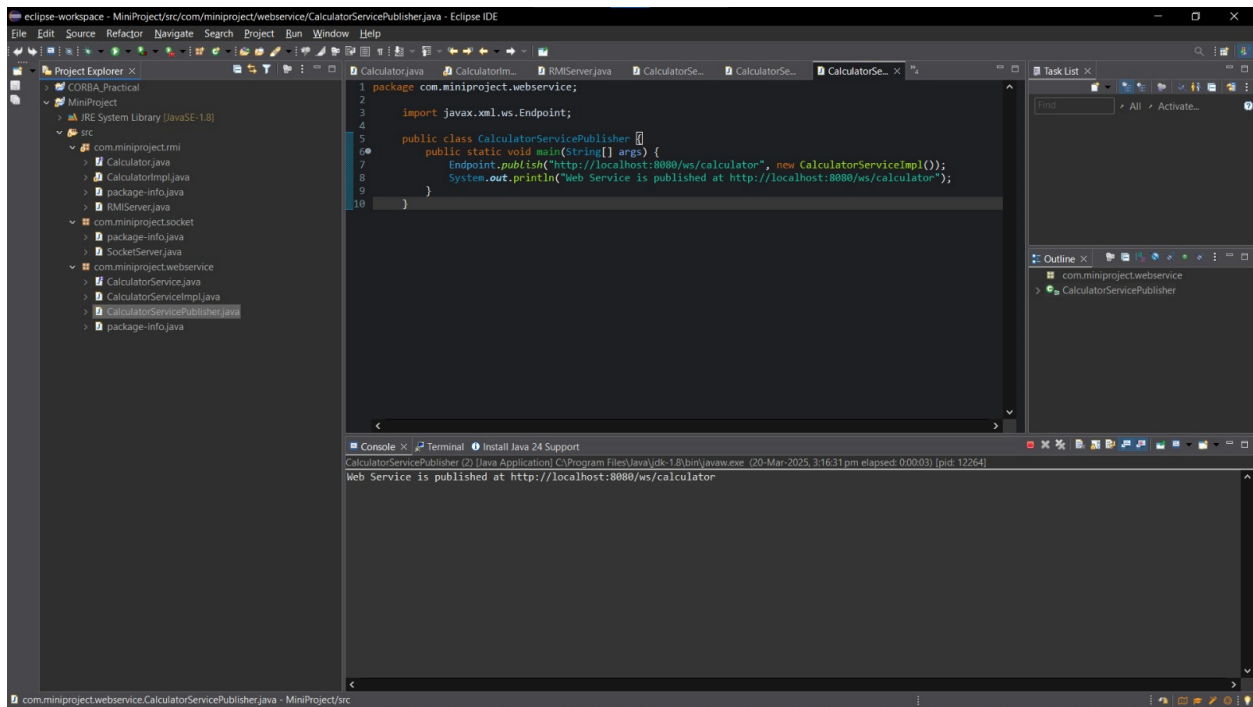 eclipse-workspace - MiniProject/src/com/miniproject/webservice/CalculatorServicePublisher.java - Eclipse IDE
File Edit Source Refactor Navigate Search Project Run Window Help
Project Explorer
CORBA_Practical
MiniProject
JRE System Library [JavaSE-1.8]
src
com.miniproject.rmi
Calculator.java
CalculatorImpl.java
package-info.java
RMIServer.java
com.miniproject.socket
package-info.java
SocketServer.java
com.miniproject.webservice
CalculatorService.java
CalculatorServiceImpl.java
CalculatorServicePublisher.java
package-info.java
Calculator.java CalculatorIm... RMIServer.java CalculatorSe... CalculatorSe... CalculatorSe... 4
1 package com.miniproject.webservice;
2
3 import javax.xml.ws.Endpoint;
4
5 public class CalculatorServicePublisher {
6 public static void main(String[] args) {
7 Endpoint.publish("http://localhost:8080/ws/calculator", new CalculatorServiceImpl());
8 System.out.println("Web Service is published at http://localhost:8080/ws/calculator");
9 }
10 }
Task List
Find All Activate...
Outline
com.miniproject.webservice
CalculatorServicePublisher
Console Terminal Install Java 24 Support
CalculatorServicePublisher (2) [Java Application] C:\Program Files\Java\jdk-1.8\bin\javaw.exe (20-Mar-2025, 3:16:31 pm elapsed: 0:00:03) [pid: 12264]
Web Service is published at http://localhost:8080/ws/calculator
com.miniproject.webservice.CalculatorServicePublisher.java - MiniProject/src